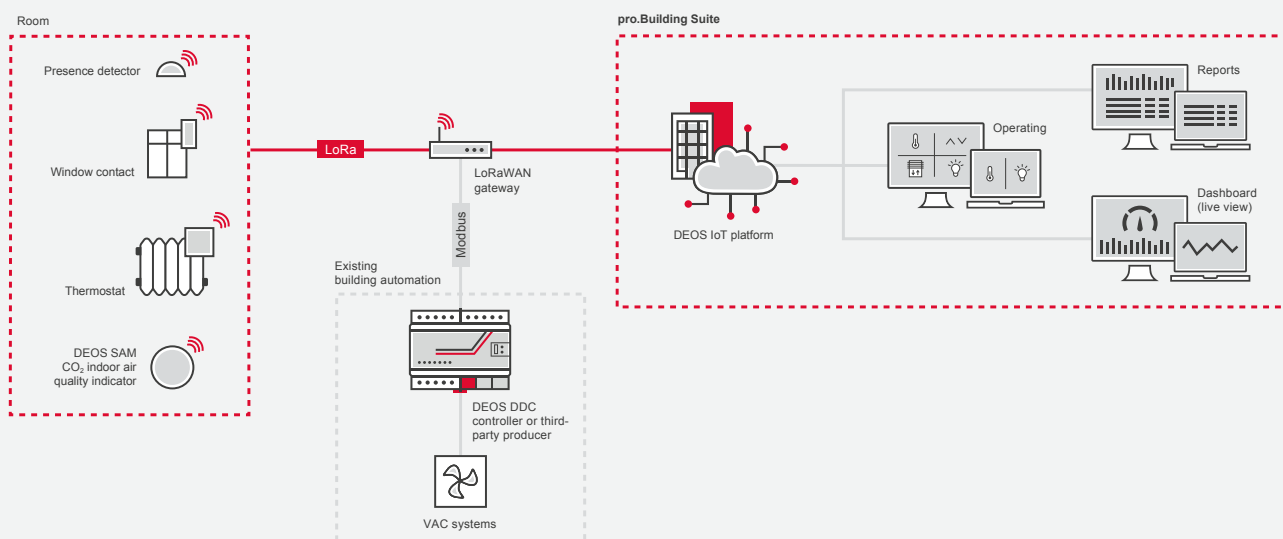 Room
Presence detector
Window contact
Thermostat
DEOS SAM
CO₂ indoor air
quality indicator
LoRa
LoRaWAN
gateway
Modbus
Existing
building automation
DEOS DDC
controller or third-
party producer
VAC systems
pro.Building Suite
DEOS IoT platform
Operating
Reports
Dashboard
(live view)